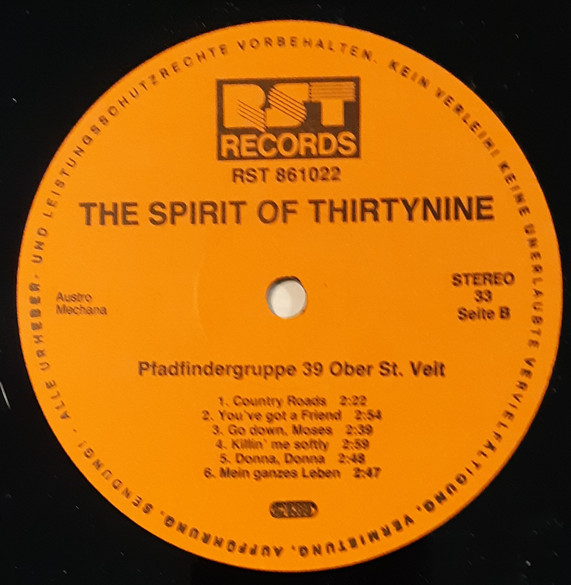 ALLE URHEBER- UND LEISTUNGSSCHUTZRECHTE VORBEHALTEN. KEIN VERLEIH! KEINE UNERLAUBTE VERVIELFÄLTIGUNG, VERMIETUNG, AUFFÜHRUNG, SENDUNG! -
RST
RECORDS
RST 861022
THE SPIRIT OF THIRTYNINE
STEREO
33
Seite B
Austro
Mechana
Pfadfindergruppe 39 Ober St. Veit
1. Country Roads 2:22
2. You've got a Friend 2:54
3. Go down, Moses 2:39
4. Killin' me softly 2:59
5. Donna, Donna 2:48
6. Mein ganzes Leben 2:47